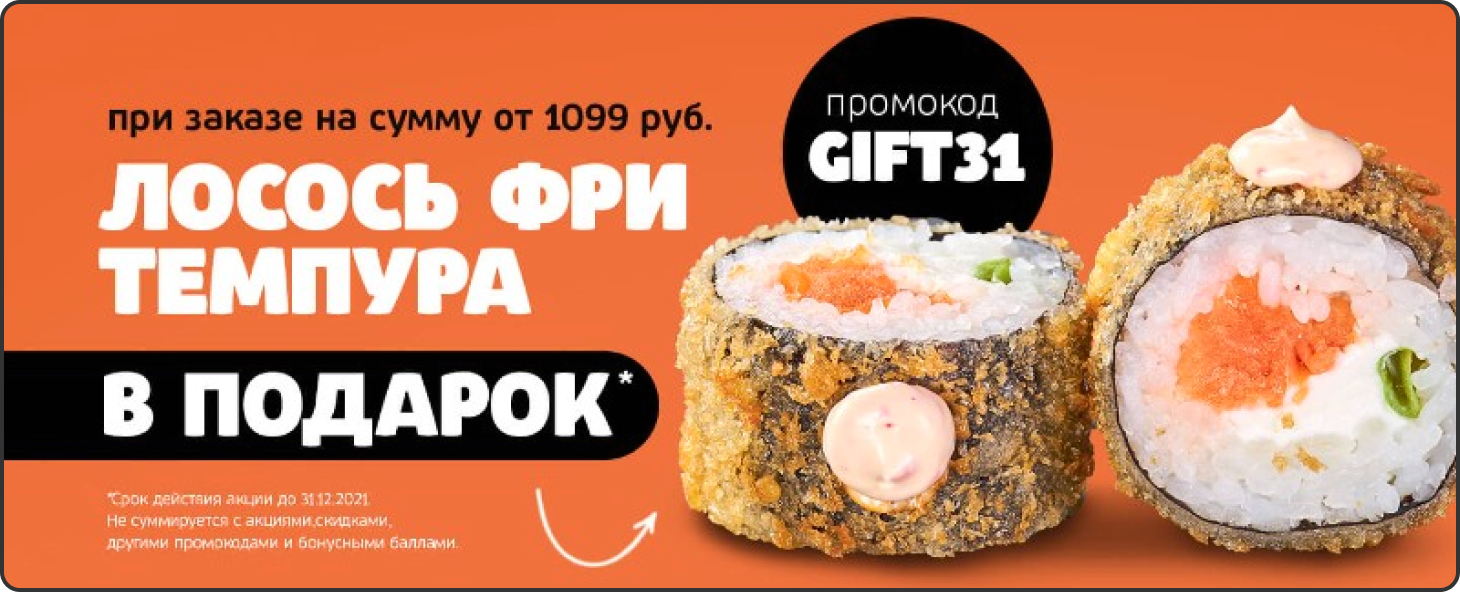 при заказе на сумму от 1099 руб.
ЛОСОСЬ ФРИ
ТЕМПУРА
В ПОДАРОК*
промокод
GIFT31
*Срок действия акции до 31.12.2021
Не суммируется с акциями,скидками,
другими промокодами и бонусными баллами.